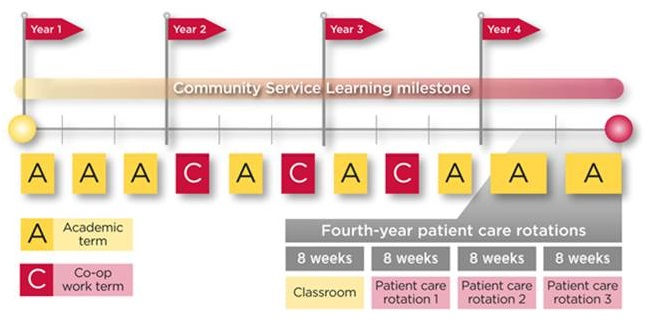 Year 1
Year 2
Year 3
Year 4
Community Service Learning milestone
A A A C A C A C A A A
A Academic
term
C Co-op
work term
Fourth-year patient care rotations
8 weeks 8 weeks 8 weeks 8 weeks
Classroom
Patient care
rotation 1
Patient care
rotation 2
Patient care
rotation 3